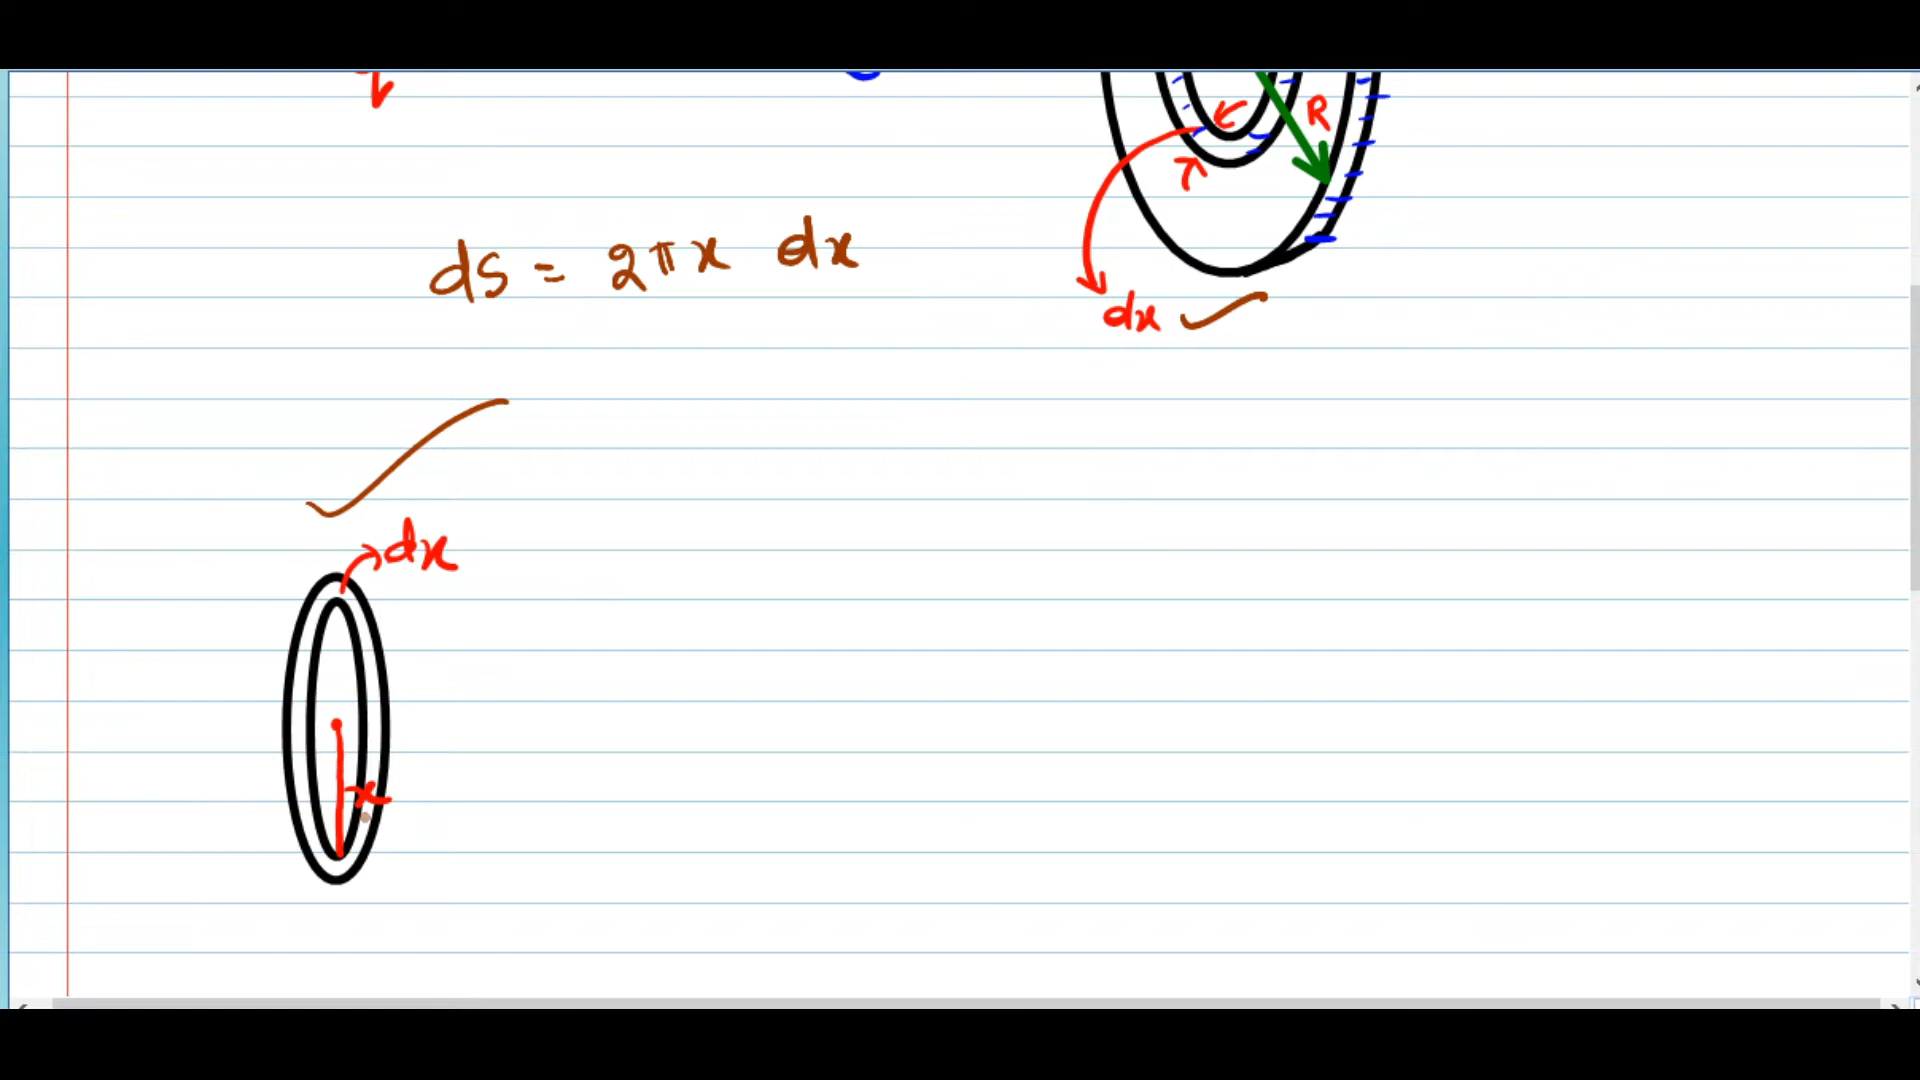 R
ds = 2πx dx
dx
dx
x